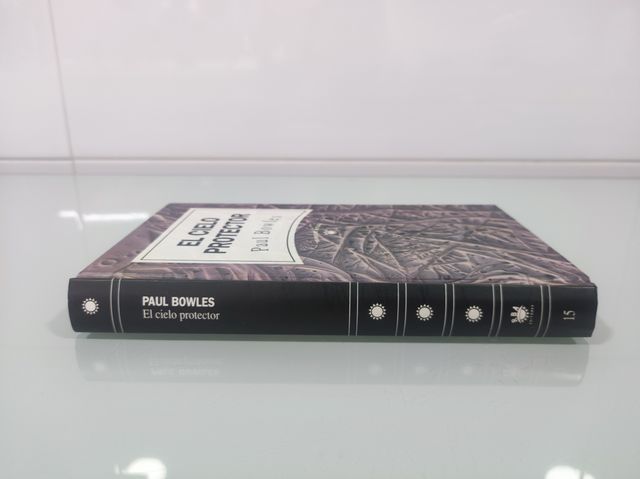 EL CIELO
PROTECTOR
Paul Bowles
PAUL BOWLES
El cielo protector
15